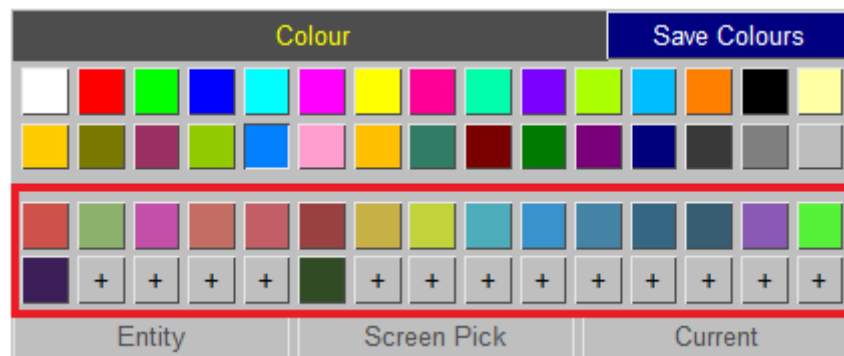 Colour Save Colours
+ + + + + + + + + + + + +
Entity Screen Pick Current